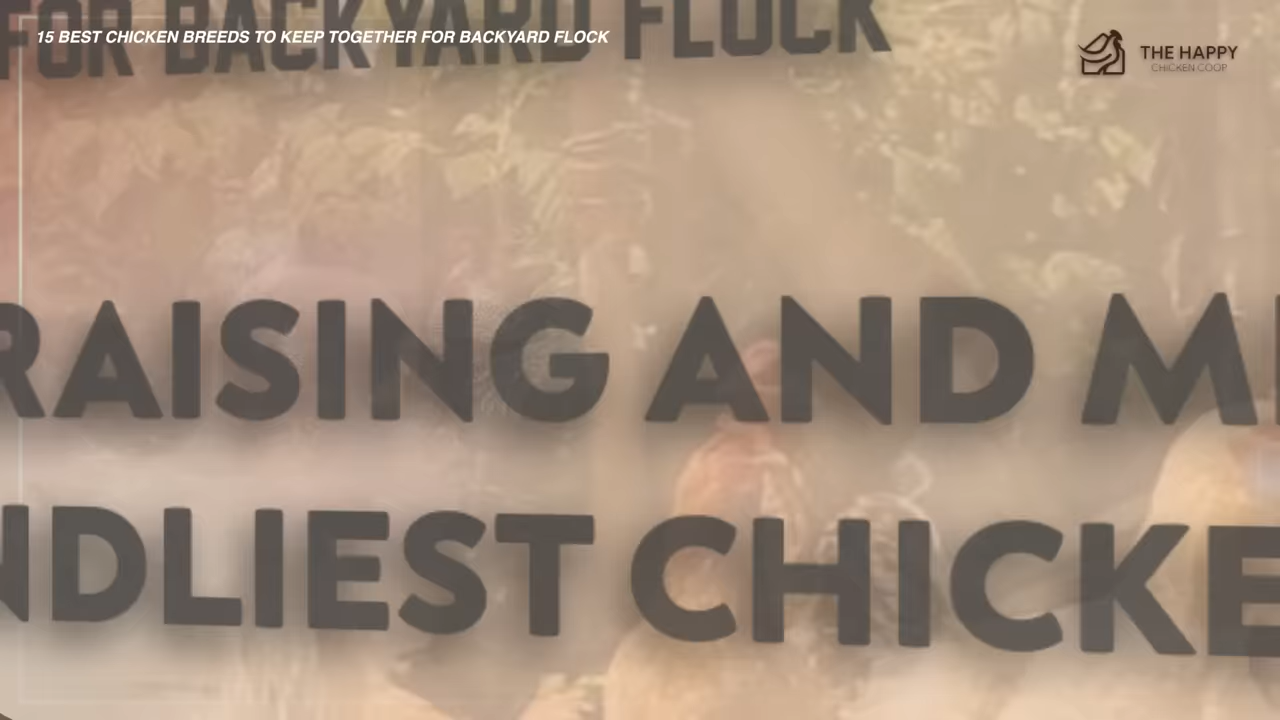 FOR BACKYARD FLOCK
15 BEST CHICKEN BREEDS TO KEEP TOGETHER FOR BACKYARD FLOCK
THE HAPPY
CHICKEN COOP
RAISING AND M
NDLIEST CHICKE